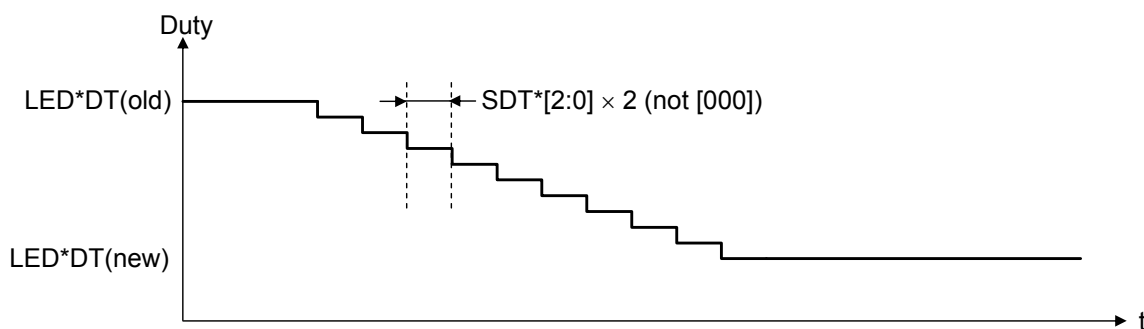 Duty
LED*DT(old)
SDT*[2:0] × 2 (not [000])
LED*DT(new)
t